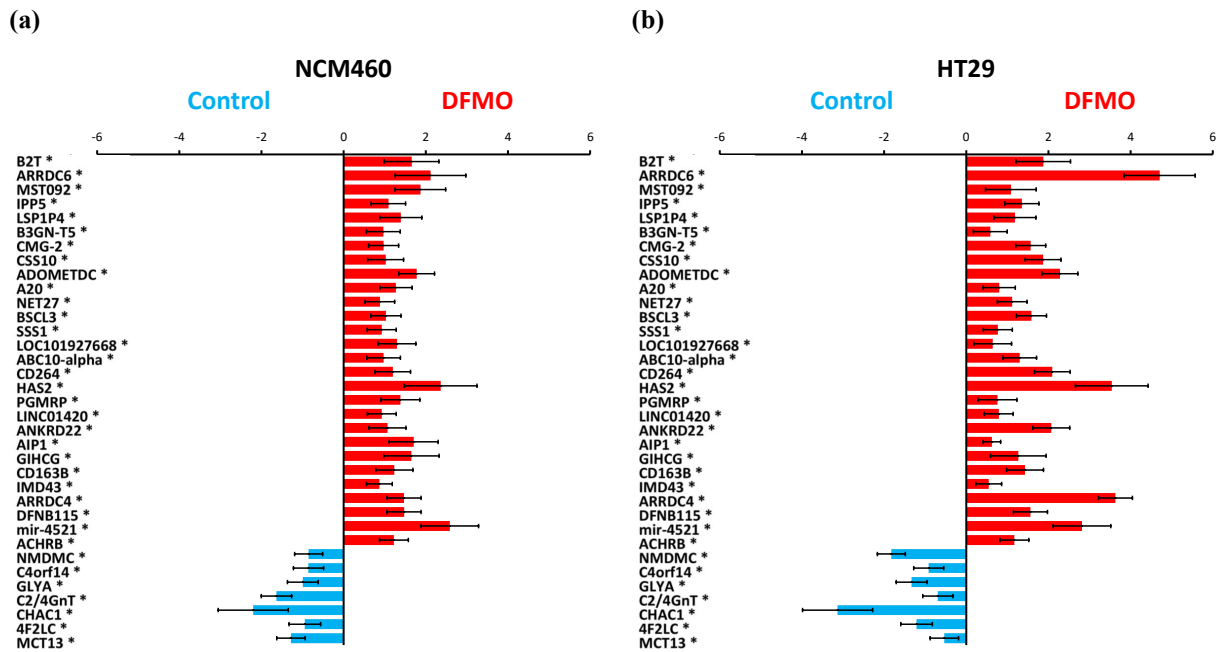 (a)
NCM460
Control DFMO
-6 -4 -2 0 2 4 6
B2T *
ARRDC6 *
MST092 *
IPP5 *
LSP1P4 *
B3GN-T5 *
CMG-2 *
CSS10 *
ADOMETDC *
A20 *
NET27 *
BSCL3 *
SSS1 *
LOC101927668 *
ABC10-alpha *
CD264 *
HAS2 *
PGMRP *
LINC01420 *
ANKRD22 *
AIP1 *
GIHCG *
CD163B *
IMD43 *
ARRDC4 *
DFNB115 *
mir-4521 *
ACHRB *
NMDMC *
C4orf14 *
GLYA *
C2/4GnT *
CHAC1 *
4F2LC *
MCT13 *
(b)
HT29
Control DFMO
-6 -4 -2 0 2 4 6
B2T *
ARRDC6 *
MST092 *
IPP5 *
LSP1P4 *
B3GN-T5 *
CMG-2 *
CSS10 *
ADOMETDC *
A20 *
NET27 *
BSCL3 *
SSS1 *
LOC101927668 *
ABC10-alpha *
CD264 *
HAS2 *
PGMRP *
LINC01420 *
ANKRD22 *
AIP1 *
GIHCG *
CD163B *
IMD43 *
ARRDC4 *
DFNB115 *
mir-4521 *
ACHRB *
NMDMC *
C4orf14 *
GLYA *
C2/4GnT *
CHAC1 *
4F2LC *
MCT13 *